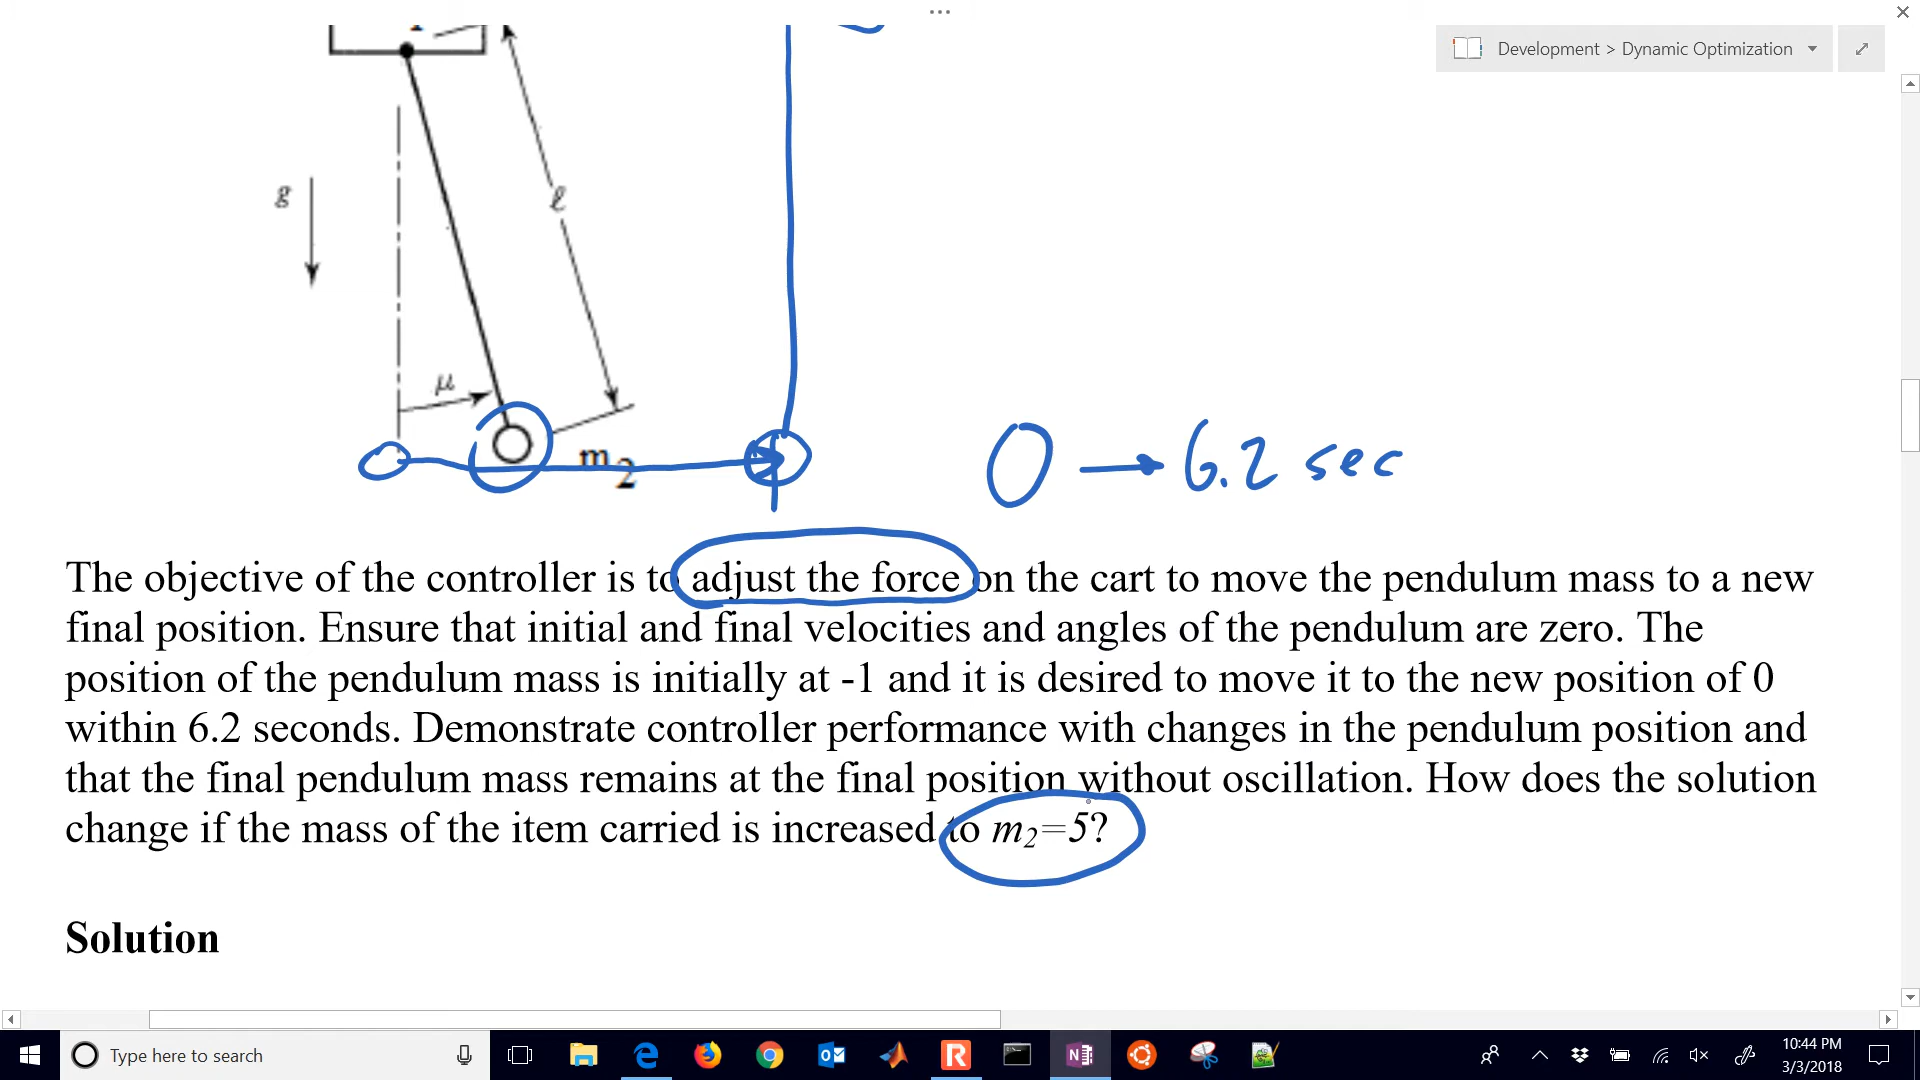 Development > Dynamic Optimization
g
ℓ
μ
m2
0 → 6.2 sec
The objective of the controller is to adjust the force on the cart to move the pendulum mass to a new
final position. Ensure that initial and final velocities and angles of the pendulum are zero. The
position of the pendulum mass is initially at -1 and it is desired to move it to the new position of 0
within 6.2 seconds. Demonstrate controller performance with changes in the pendulum position and
that the final pendulum mass remains at the final position without oscillation. How does the solution
change if the mass of the item carried is increased to m2=5?
Solution
Type here to search
10:44 PM
3/3/2018